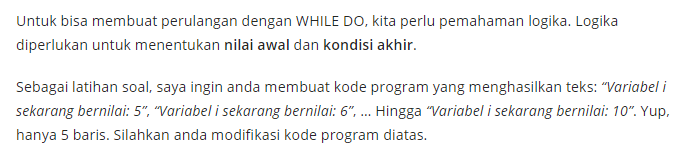 Untuk bisa membuat perulangan dengan WHILE DO, kita perlu pemahaman logika. Logika
diperlukan untuk menentukan nilai awal dan kondisi akhir.
Sebagai latihan soal, saya ingin anda membuat kode program yang menghasilkan teks: “Variabel i
sekarang bernilai: 5”, “Variabel i sekarang bernilai: 6”, … Hingga “Variabel i sekarang bernilai: 10”. Yup,
hanya 5 baris. Silahkan anda modifikasi kode program diatas.